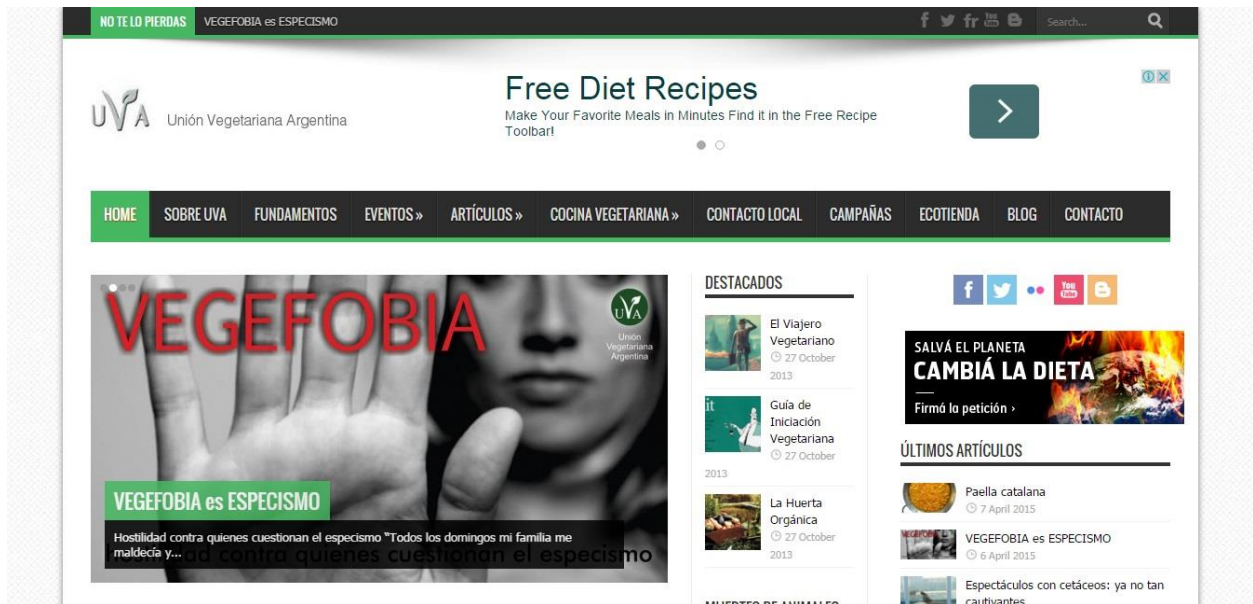 NO TE LO PIERDAS
VEGEFOBIA es ESPECISMO
Search...
UVA
Unión Vegetariana Argentina
Free Diet Recipes
Make Your Favorite Meals in Minutes Find it in the Free Recipe
Toolbar!
HOME
SOBRE UVA
FUNDAMENTOS
EVENTOS »
ARTÍCULOS »
COCINA VEGETARIANA »
CONTACTO LOCAL
CAMPAÑAS
ECOTIENDA
BLOG
CONTACTO
VEGEFOBIA
UVA
Unión
Vegetariana
Argentina
VEGEFOBIA es ESPECISMO
Hostilidad contra quienes cuestionan el especismo "Todos los domingos mi familia me
maldecía y...
hostilidad contra quienes cuestionan el especismo
DESTACADOS
El Viajero
Vegetariano
27 October
2013
Guía de
Iniciación
Vegetariana
27 October
2013
La Huerta
Orgánica
27 October
2013
MUERTES DE ANIMALES
You
Tube
SALVÁ EL PLANETA
CAMBIÁ LA DIETA
Firmá la petición ›
ÚLTIMOS ARTÍCULOS
Paella catalana
7 April 2015
VEGEFOBIA es ESPECISMO
6 April 2015
Espectáculos con cetáceos: ya no tan
cautivantes